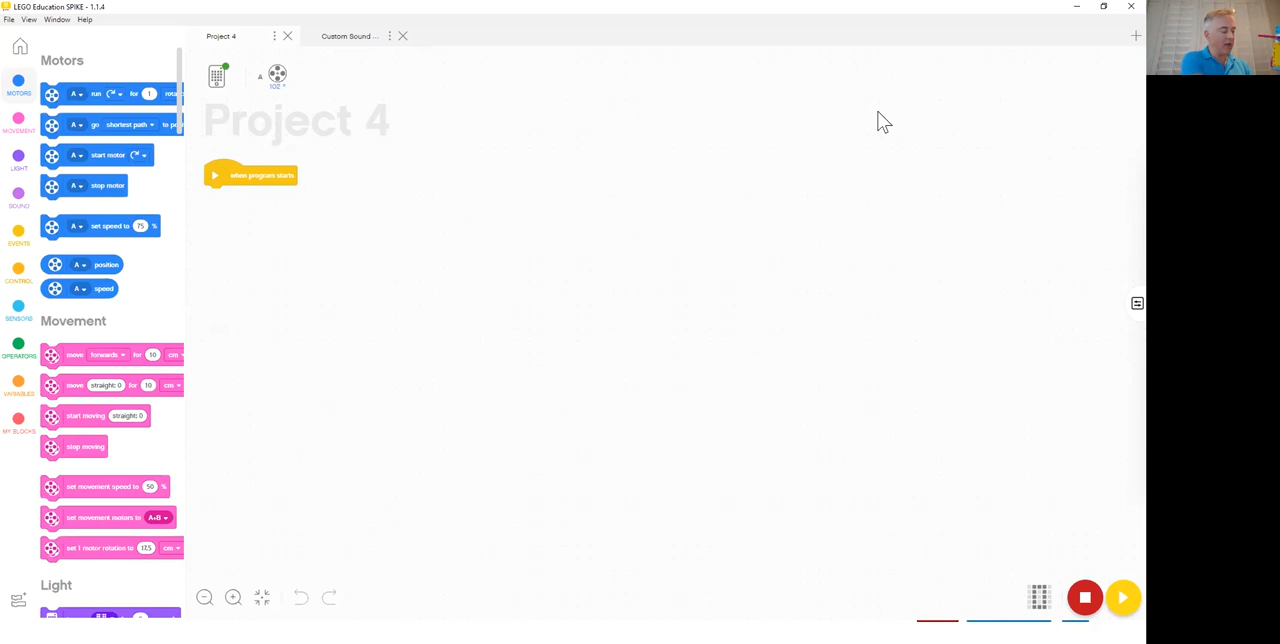 LEGO Education SPIKE - 1.1.4
File View Window Help
Project 4
Custom Sound ...
Motors
A 102 °
Project 4
MOTORS
A run for 1
A go shortest path to
when program starts
MOVEMENT
A start motor
LIGHT
A stop motor
SOUND
A set speed to 75 %
EVENTS
A position
CONTROL
A speed
SENSORS
Movement
OPERATORS
move forwards for 10 cm
VARIABLES
move straight: 0 for 10 cm
MY BLOCKS
start moving straight: 0
stop moving
set movement speed to 50 %
set movement motors to A+B
set 1 motor rotation to 17,5 cm
Light